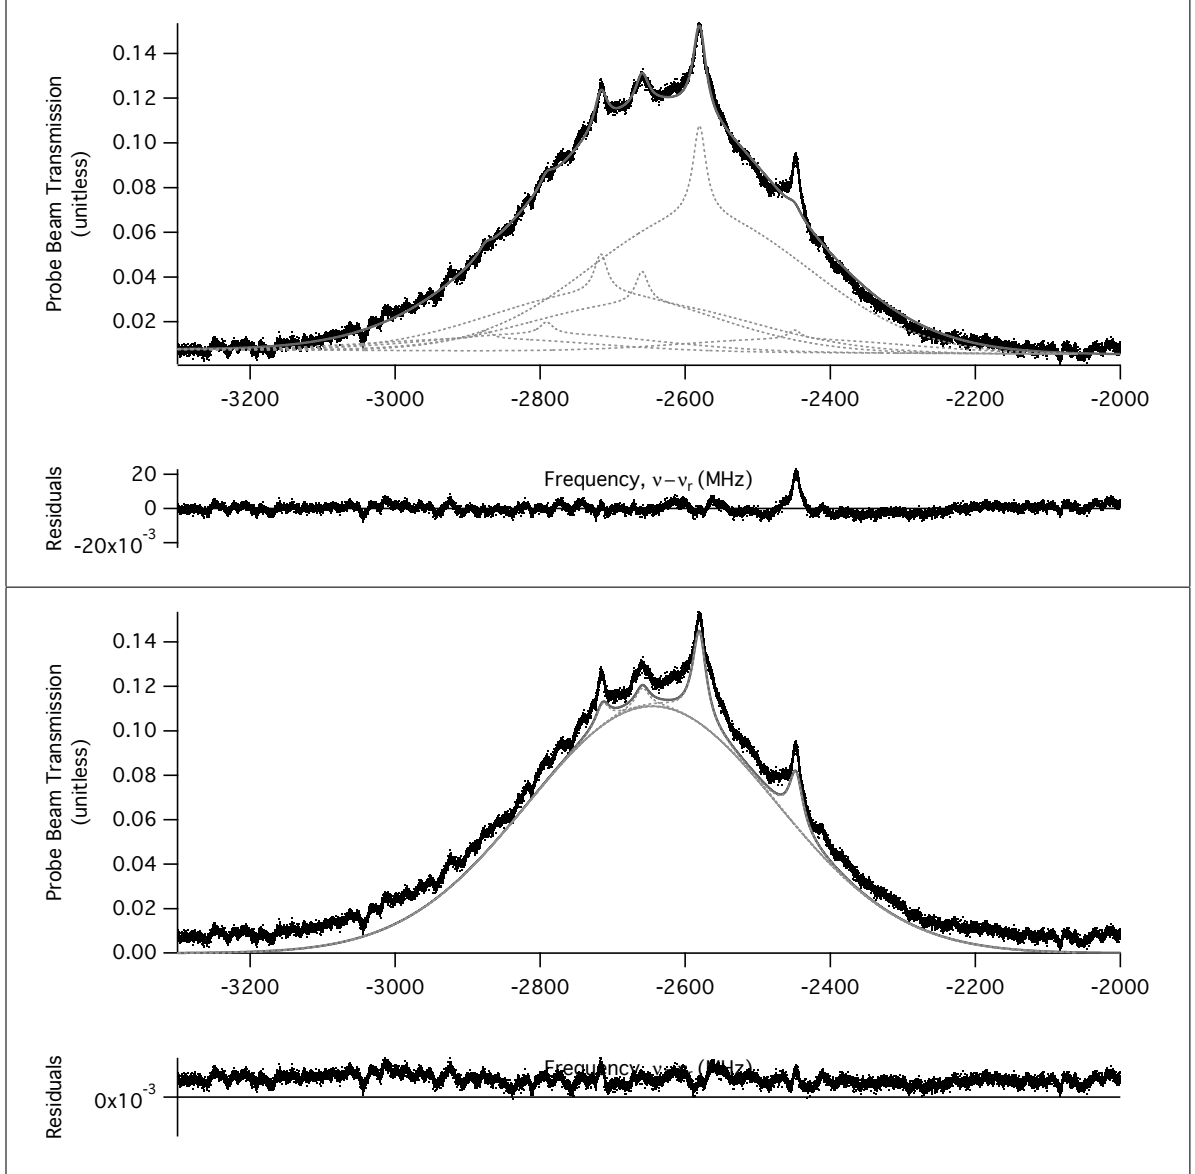 0.14
0.12
0.10
0.08
0.06
0.04
0.02
Probe Beam Transmission
(unitless)
-3200 -3000 -2800 -2600 -2400 -2200 -2000
Frequency, ν−νr (MHz)
20
0
-20x10-3
Residuals
0.14
0.12
0.10
0.08
0.06
0.04
0.02
0.00
Probe Beam Transmission
(unitless)
-3200 -3000 -2800 -2600 -2400 -2200 -2000
Frequency, (MHz)
0x10-3
Residuals